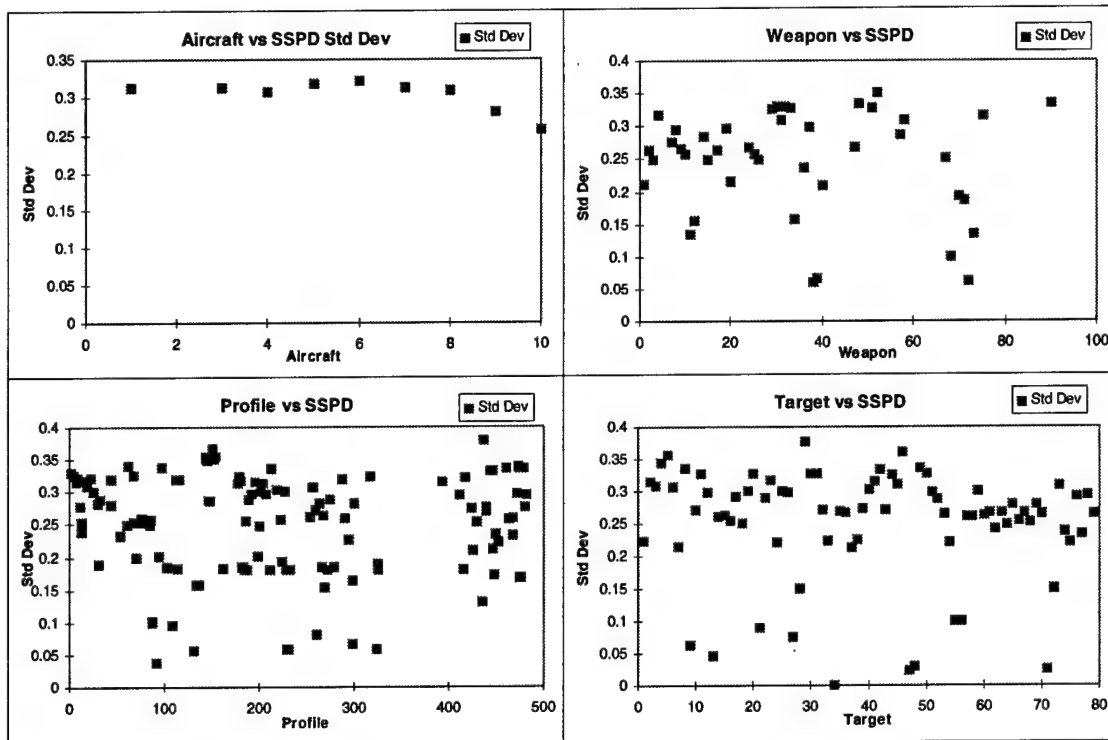 Aircraft vs SSPD Std Dev
Std Dev
0.35
0.3
0.25
0.2
0.15
0.1
0.05
0
Std Dev
0 2 4 6 8 10
Aircraft
Weapon vs SSPD
Std Dev
0.4
0.35
0.3
0.25
0.2
0.15
0.1
0.05
0
Std Dev
0 20 40 60 80 100
Weapon
Profile vs SSPD
Std Dev
0.4
0.35
0.3
0.25
0.2
0.15
0.1
0.05
0
Std Dev
0 100 200 300 400 500
Profile
Target vs SSPD
Std Dev
0.4
0.35
0.3
0.25
0.2
0.15
0.1
0.05
0
Std Dev
0 10 20 30 40 50 60 70 80
Target